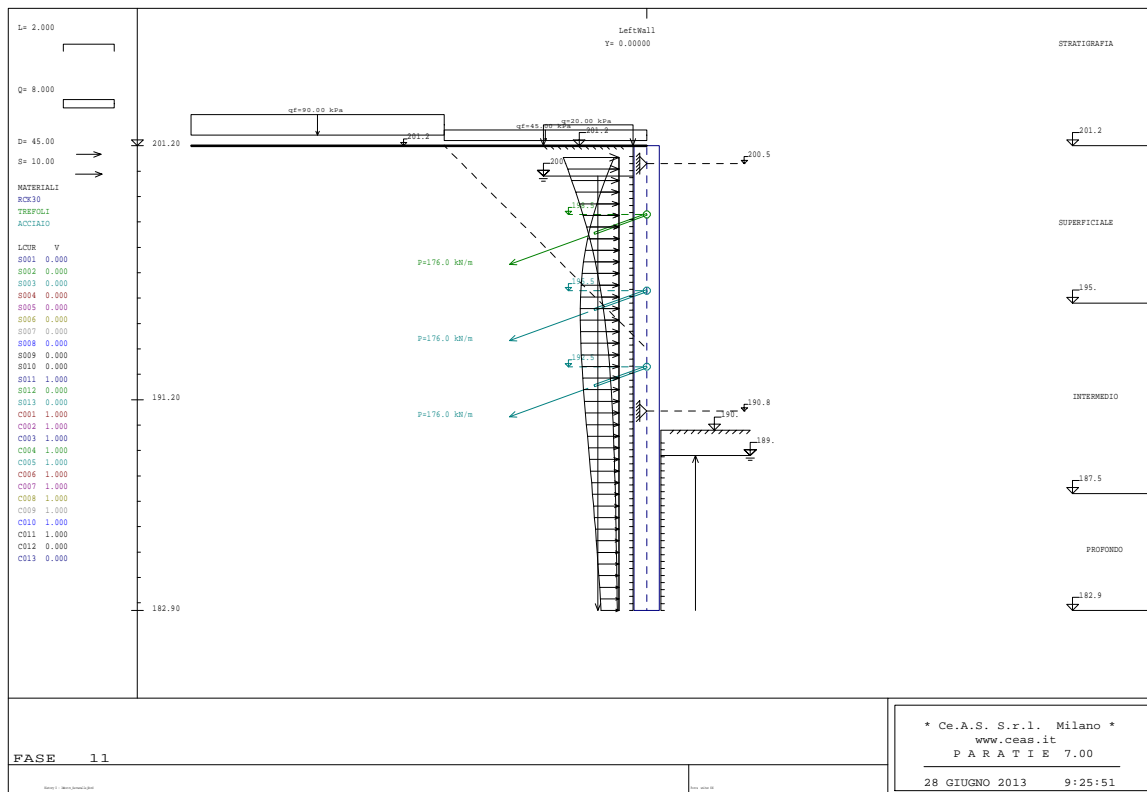 L= 2.000
Q= 8.000
D= 45.00
S= 10.00
MATERIALI
RCK30
TREFOLI
ACCIAIO
LCUR V
S001 0.000
S002 0.000
S003 0.000
S004 0.000
S005 0.000
S006 0.000
S007 0.000
S008 0.000
S009 0.000
S010 0.000
S011 1.000
S012 0.000
S013 0.000
C001 1.000
C002 1.000
C003 1.000
C004 1.000
C005 1.000
C006 1.000
C007 1.000
C008 1.000
C009 1.000
C010 1.000
C011 1.000
C012 0.000
C013 0.000
201.20
191.20
182.90
LeftWall
Y= 0.00000
qf=90.00 kPa
q=20.00 kPa
qf=45.00 kPa
201.2
201.2
200.5
200
198.5
P=176.0 kN/m
195.5
P=176.0 kN/m
192.5
P=176.0 kN/m
190.8
190.
189.
STRATIGRAFIA
201.2
SUPERFICIALE
195.
INTERMEDIO
187.5
PROFONDO
182.9
FASE 11
* Ce.A.S. S.r.l. Milano *
www.ceas.it
P A R A T I E 7.00
28 GIUGNO 2013 9:25:51